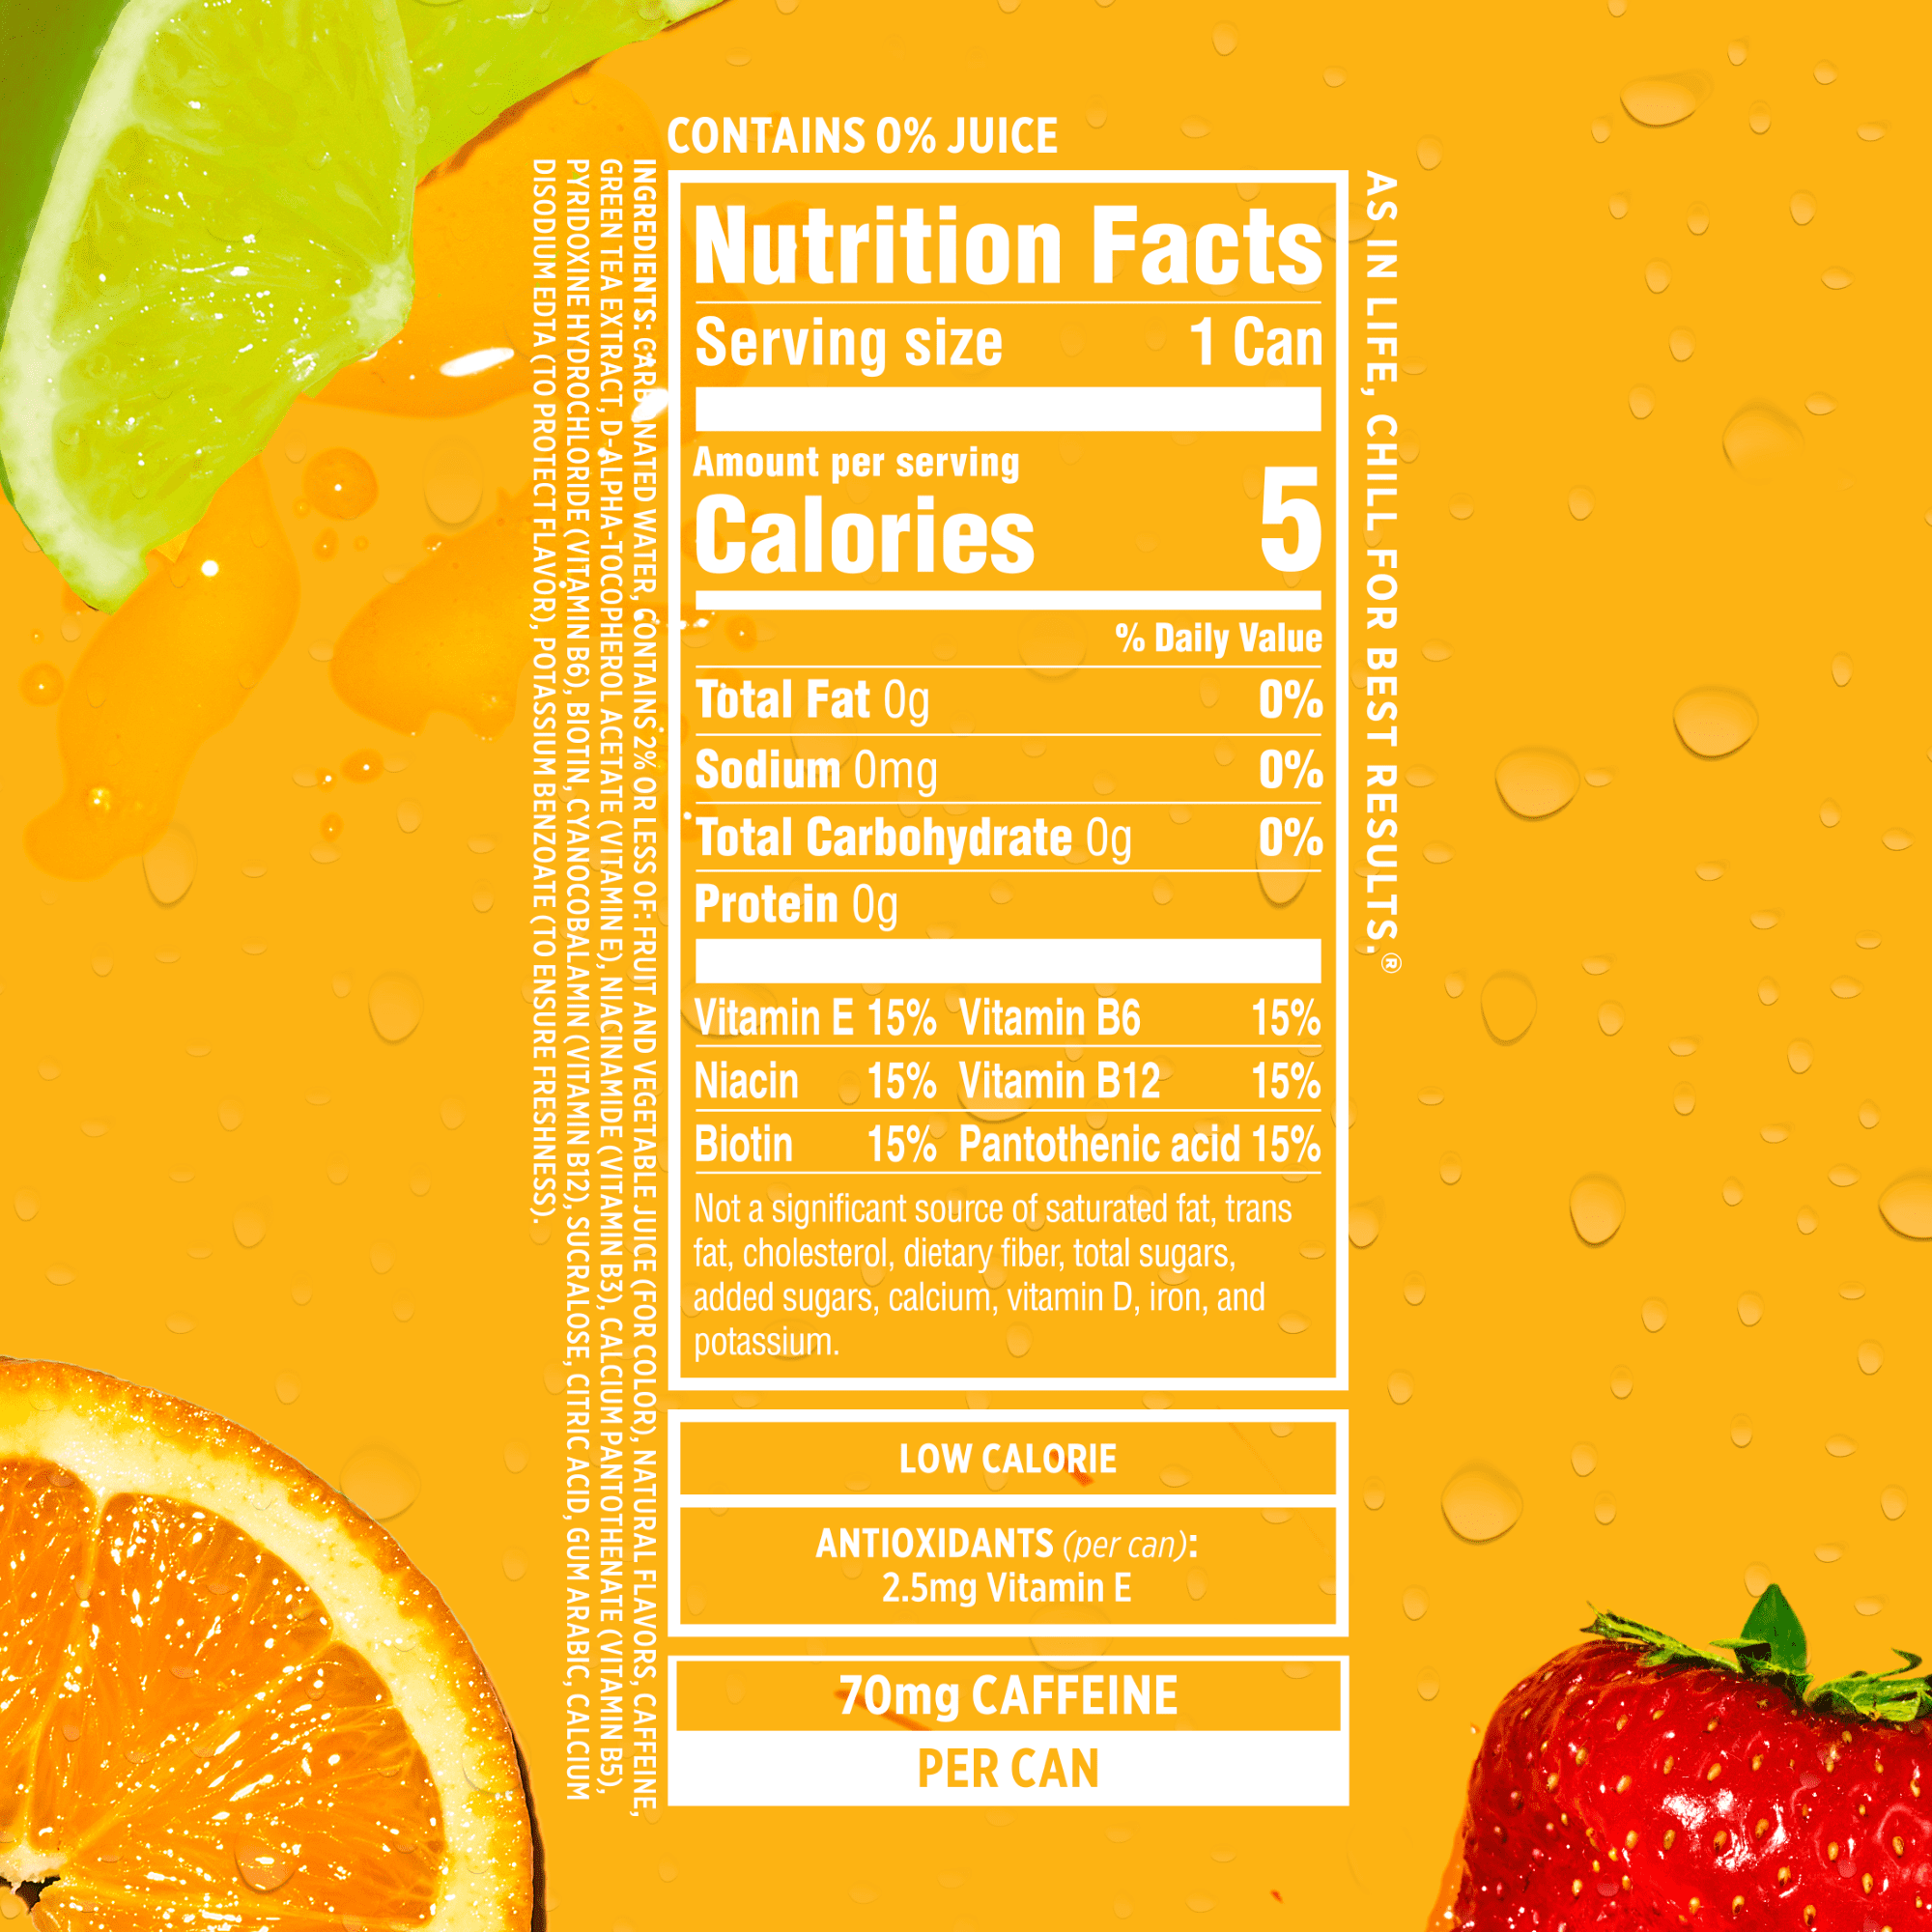 CONTAINS 0% JUICE
Nutrition Facts
Serving size 1 Can
Amount per serving
Calories 5
% Daily Value
Total Fat 0g 0%
Sodium 0mg 0%
Total Carbohydrate 0g 0%
Protein 0g
Vitamin E 15% Vitamin B6 15%
Niacin 15% Vitamin B12 15%
Biotin 15% Pantothenic acid 15%
Not a significant source of saturated fat, trans
fat, cholesterol, dietary fiber, total sugars,
added sugars, calcium, vitamin D, iron, and
potassium.
LOW CALORIE
ANTIOXIDANTS (per can):
2.5mg Vitamin E
70mg CAFFEINE
PER CAN
INGREDIENTS: CARBONATED WATER, CONTAINS 2% OR LESS OF: FRUIT AND VEGETABLE JUICE (FOR COLOR), NATURAL FLAVORS, CAFFEINE,
GREEN TEA EXTRACT, D-ALPHA-TOCOPHEROL ACETATE (VITAMIN E), NIACINAMIDE (VITAMIN B3), CALCIUM PANTOTHENATE (VITAMIN B5),
PYRIDOXINE HYDROCHLORIDE (VITAMIN B6), BIOTIN, CYANOCOBALAMIN (VITAMIN B12), SUCRALOSE, CITRIC ACID, GUM ARABIC, CALCIUM
DISODIUM EDTA (TO PROTECT FLAVOR), POTASSIUM BENZOATE (TO ENSURE FRESHNESS).
AS IN LIFE, CHILL FOR BEST RESULTS.®